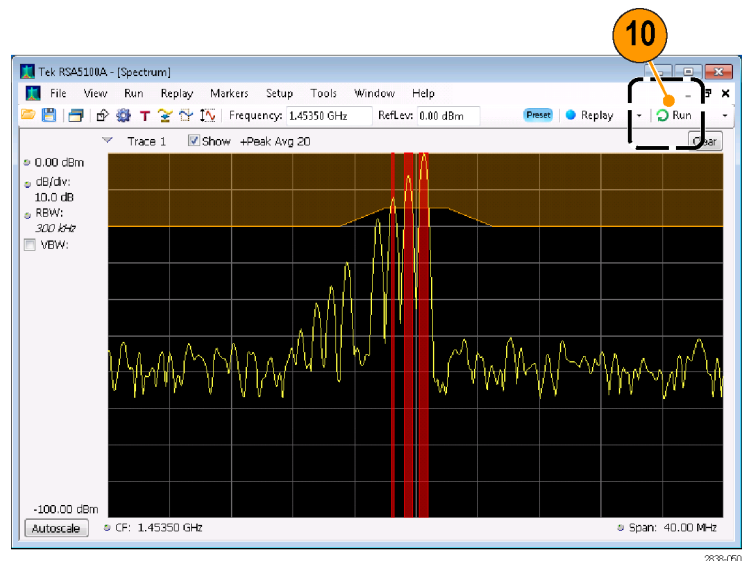 10
Tek RSA5100A - [Spectrum]
File View Run Replay Markers Setup Tools Window Help
T Frequency: 1.45350 GHz RefLev: 0.00 dBm Preset Replay Run
Trace 1 Show +Peak Avg 20 Clear
0.00 dBm
dB/div:
10.0 dB
RBW:
300 kHz
VBW:
-100.00 dBm
Autoscale CF: 1.45350 GHz Span: 40.00 MHz
2838-050